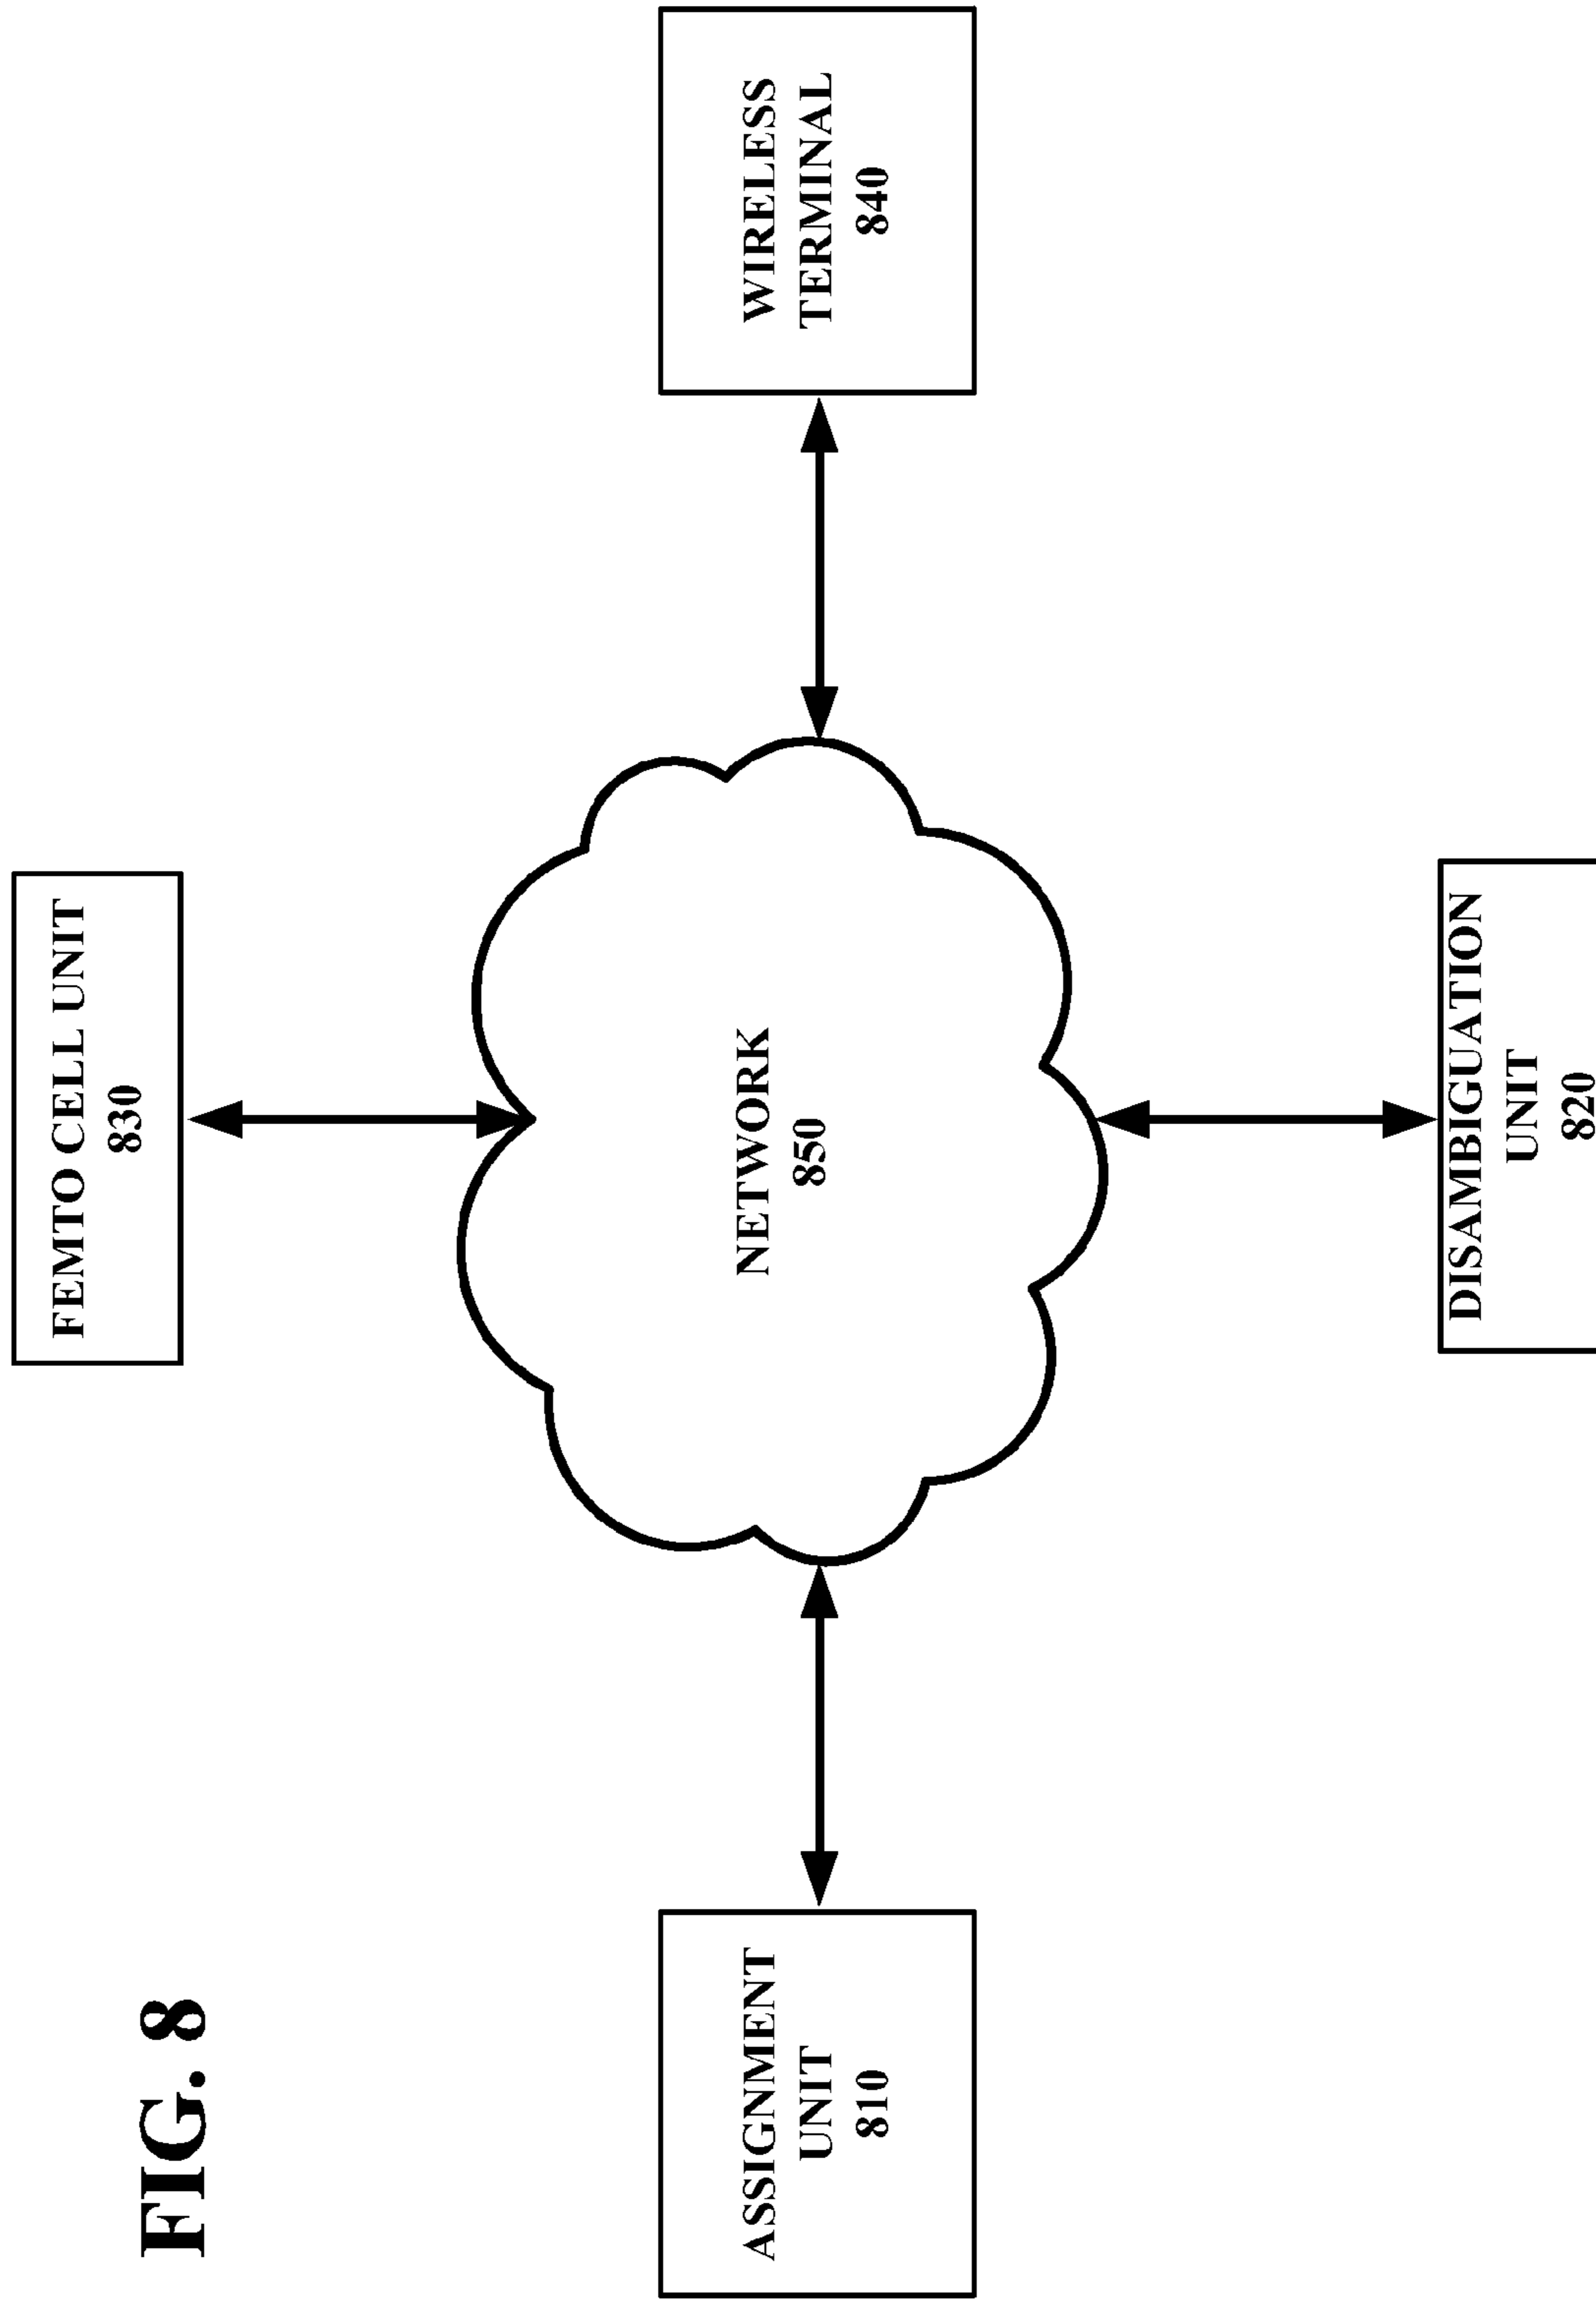 FIG. 8
FEMTO CELL UNIT
830
ASSIGNMENT
UNIT
810
NETWORK
850
WIRELESS
TERMINAL
840
DISAMBIGUATION
UNIT
820